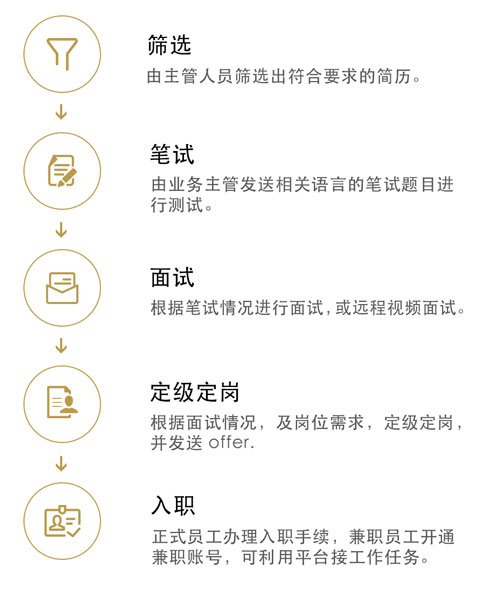 筛选
由主管人员筛选出符合要求的简历。
笔试
由业务主管发送相关语言的笔试题目进
行测试。
面试
根据笔试情况进行面试,或远程视频面试。
定级定岗
根据面试情况，及岗位需求，定级定岗，
并发送 offer.
入职
正式员工办理入职手续，兼职员工开通
兼职账号，可利用平台接工作任务。